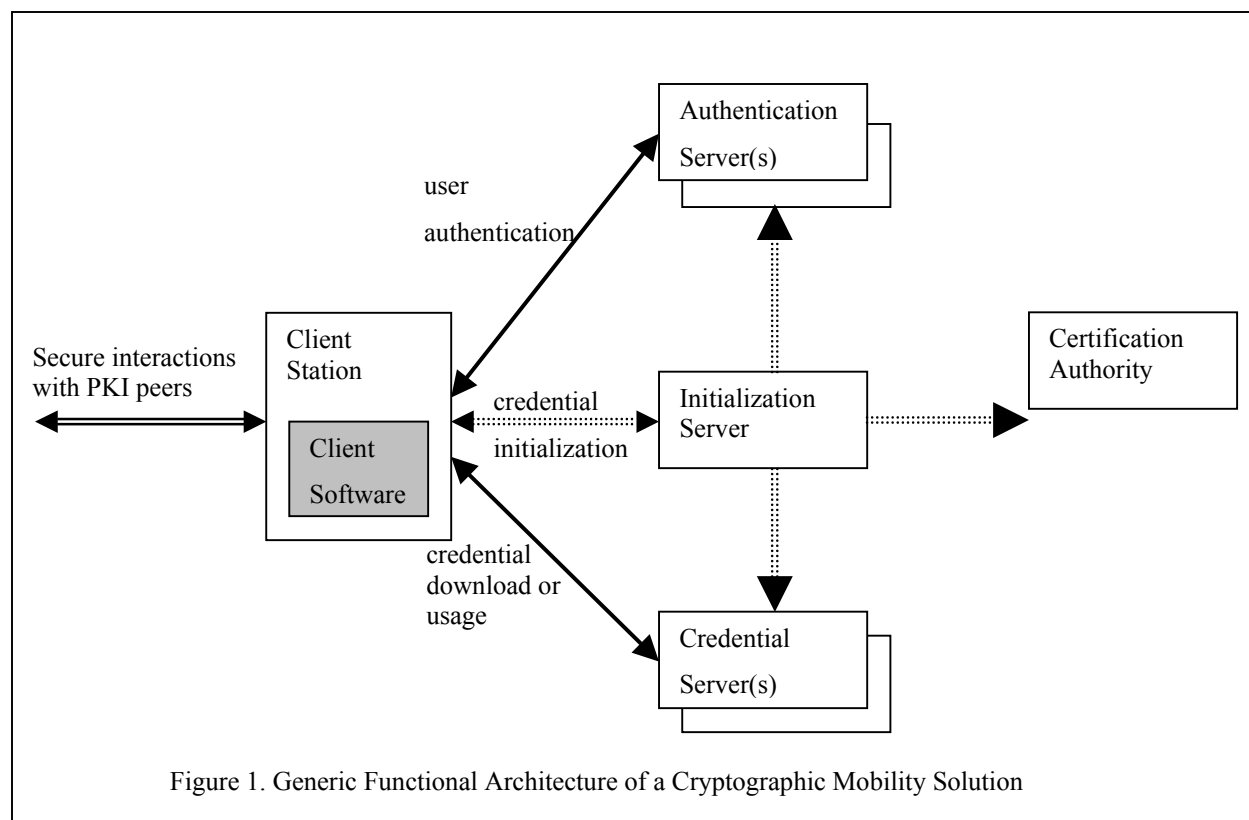 Authentication
Server(s)
user
authentication
Client
Station
Secure interactions
with PKI peers
Client
Software
credential
initialization
Initialization
Server
Certification
Authority
credential
download or
usage
Credential
Server(s)
Figure 1. Generic Functional Architecture of a Cryptographic Mobility Solution